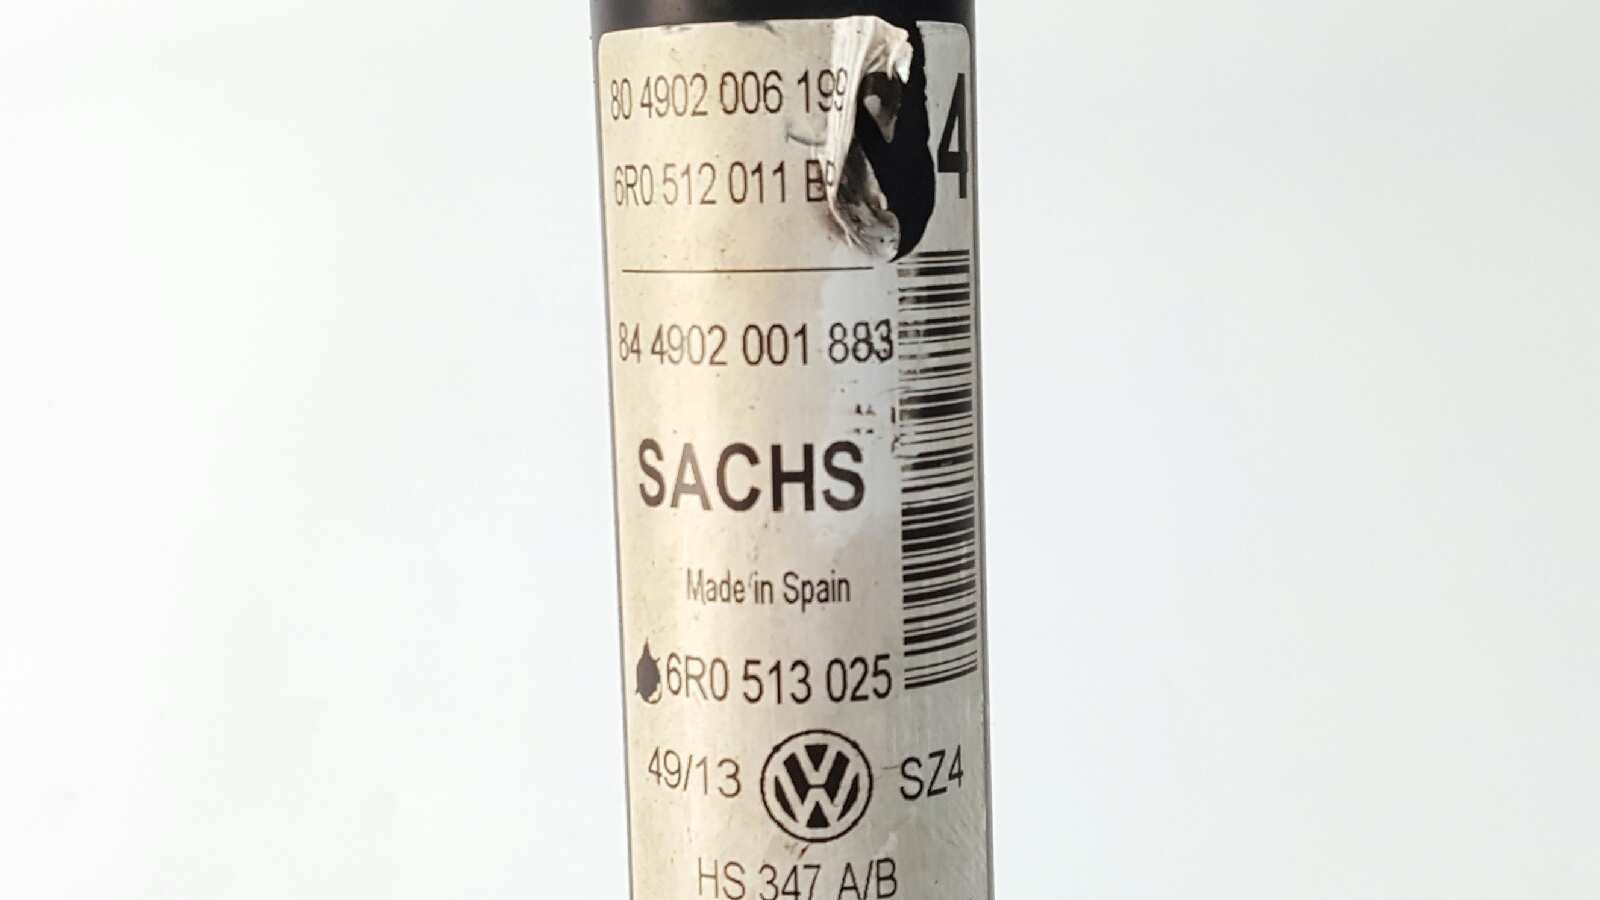 80 4902 006 199
4
6R0 512 011 B
84 4902 001 883
SACHS
Made in Spain
6R0 513 025
49/13 SZ4
HS 347 A/B